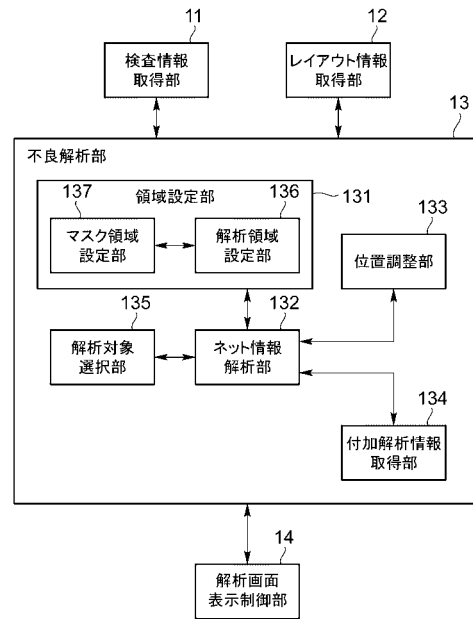 11
検査情報
取得部
12
レイアウト情報
取得部
13
不良解析部
領域設定部
131
137
マスク領域
設定部
136
解析領域
設定部
133
位置調整部
135
解析対象
選択部
132
ネット情報
解析部
134
付加解析情報
取得部
14
解析画面
表示制御部